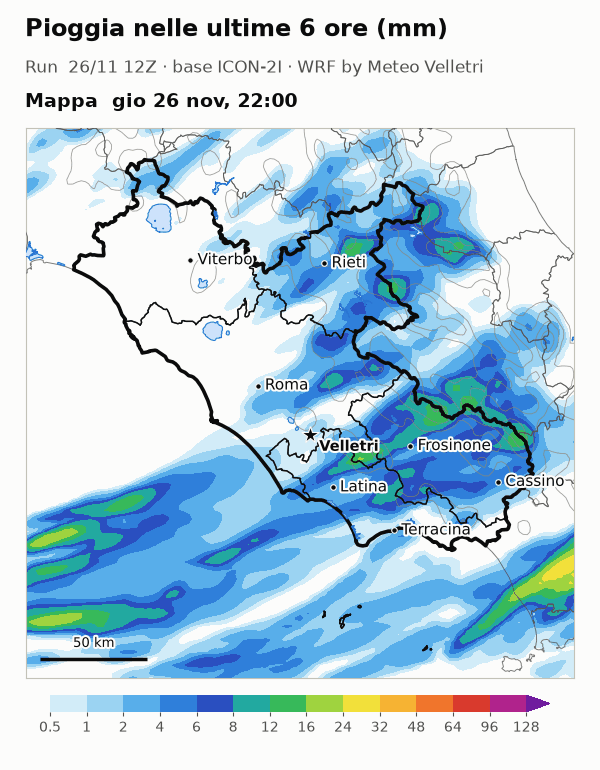 Pioggia nelle ultime 6 ore (mm)
Run  26/11 12Z · base ICON-2I · WRF by Meteo Velletri
Mappa  gio 26 nov, 22:00
Viterbo
Rieti
Roma
Velletri
Frosinone
Latina
Cassino
Terracina
50 km
0.5 1 2 4 6 8 12 16 24 32 48 64 96 128